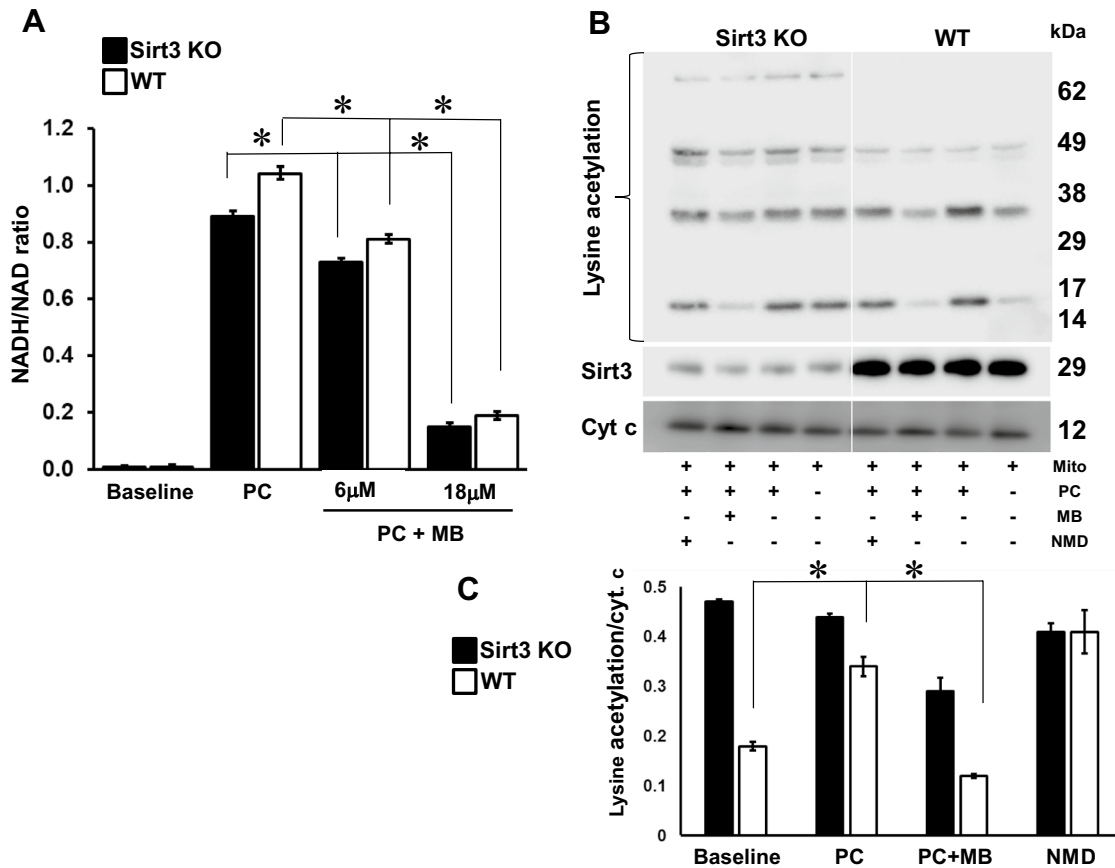 A
Sirt3 KO
WT
* *
* *
NADH/NAD ratio
1.2
1.0
0.8
0.6
0.4
0.2
0.0
Baseline PC 6µM 18µM
PC + MB
B
Sirt3 KO WT kDa
Lysine acetylation
62
49
38
29
17
14
Sirt3 29
Cyt c 12
+ + + + + + + + Mito
+ + + - + + + - PC
- + - - - + - - MB
+ - - - + - - - NMD
C
Sirt3 KO
WT
* *
Lysine acetylation/cyt. c
0.5
0.4
0.3
0.2
0.1
0
Baseline PC PC+MB NMD